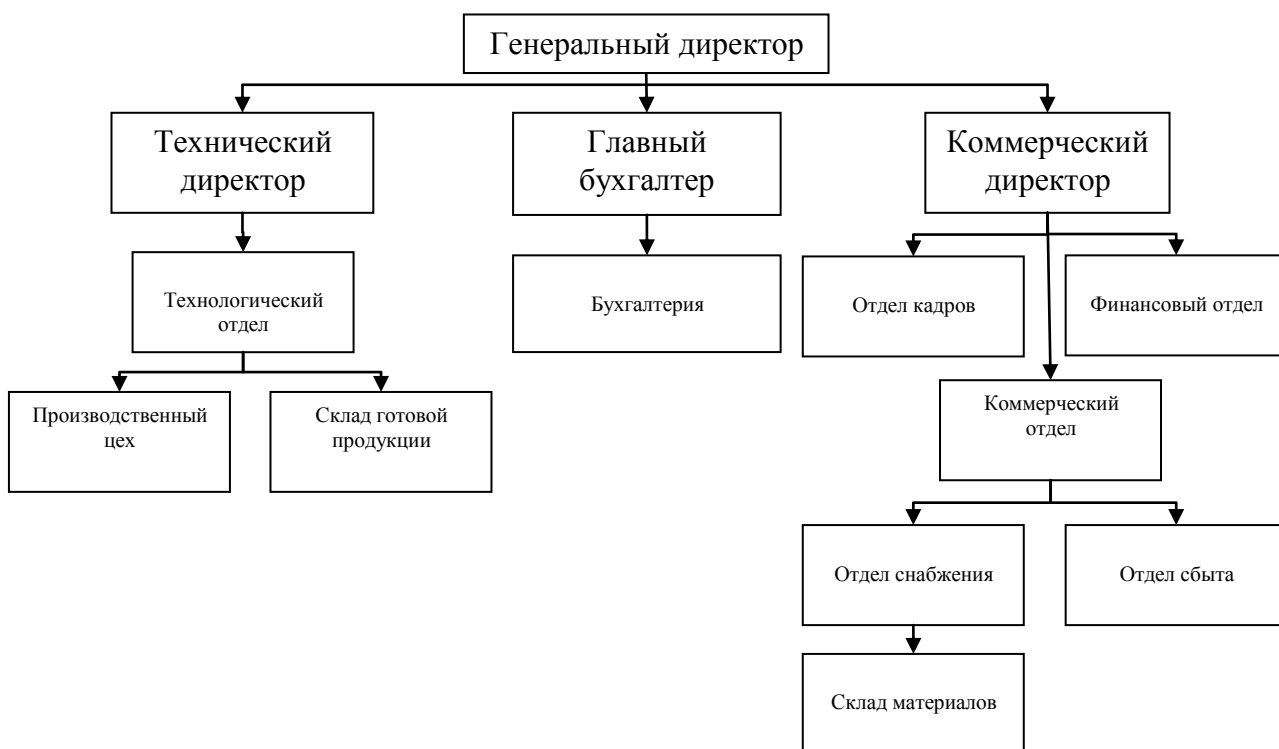 Генеральный директор
Технический
директор
Главный
бухгалтер
Коммерческий
директор
Технологический
отдел
Бухгалтерия
Отдел кадров
Финансовый отдел
Производственный
цех
Склад готовой
продукции
Коммерческий
отдел
Отдел снабжения
Отдел сбыта
Склад материалов